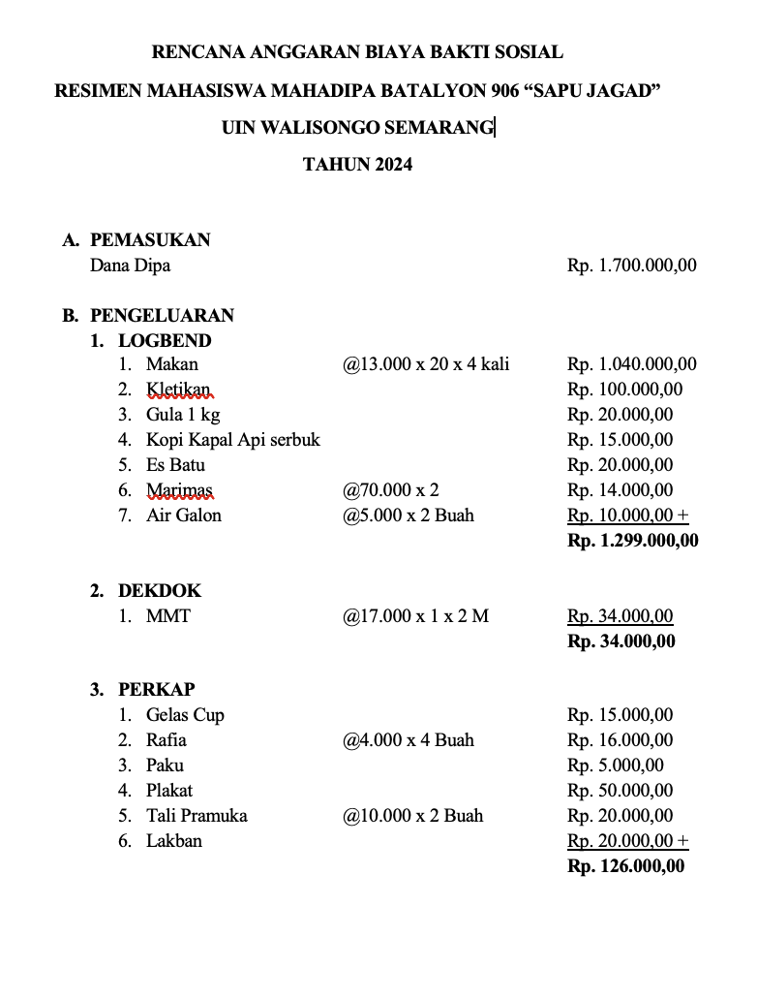 RENCANA ANGGARAN BIAYA BAKTI SOSIAL
RESIMEN MAHASISWA MAHADIPA BATALYON 906 “SAPU JAGAD”
UIN WALISONGO SEMARANG
TAHUN 2024
A. PEMASUKAN
Dana Dipa Rp. 1.700.000,00
B. PENGELUARAN
1. LOGBEND
1. Makan @13.000 x 20 x 4 kali Rp. 1.040.000,00
2. Kletikan Rp. 100.000,00
3. Gula 1 kg Rp. 20.000,00
4. Kopi Kapal Api serbuk Rp. 15.000,00
5. Es Batu Rp. 20.000,00
6. Marimas @70.000 x 2 Rp. 14.000,00
7. Air Galon @5.000 x 2 Buah Rp. 10.000,00 +
Rp. 1.299.000,00
2. DEKDOK
1. MMT @17.000 x 1 x 2 M Rp. 34.000,00
Rp. 34.000,00
3. PERKAP
1. Gelas Cup Rp. 15.000,00
2. Rafia @4.000 x 4 Buah Rp. 16.000,00
3. Paku Rp. 5.000,00
4. Plakat Rp. 50.000,00
5. Tali Pramuka @10.000 x 2 Buah Rp. 20.000,00
6. Lakban Rp. 20.000,00 +
Rp. 126.000,00